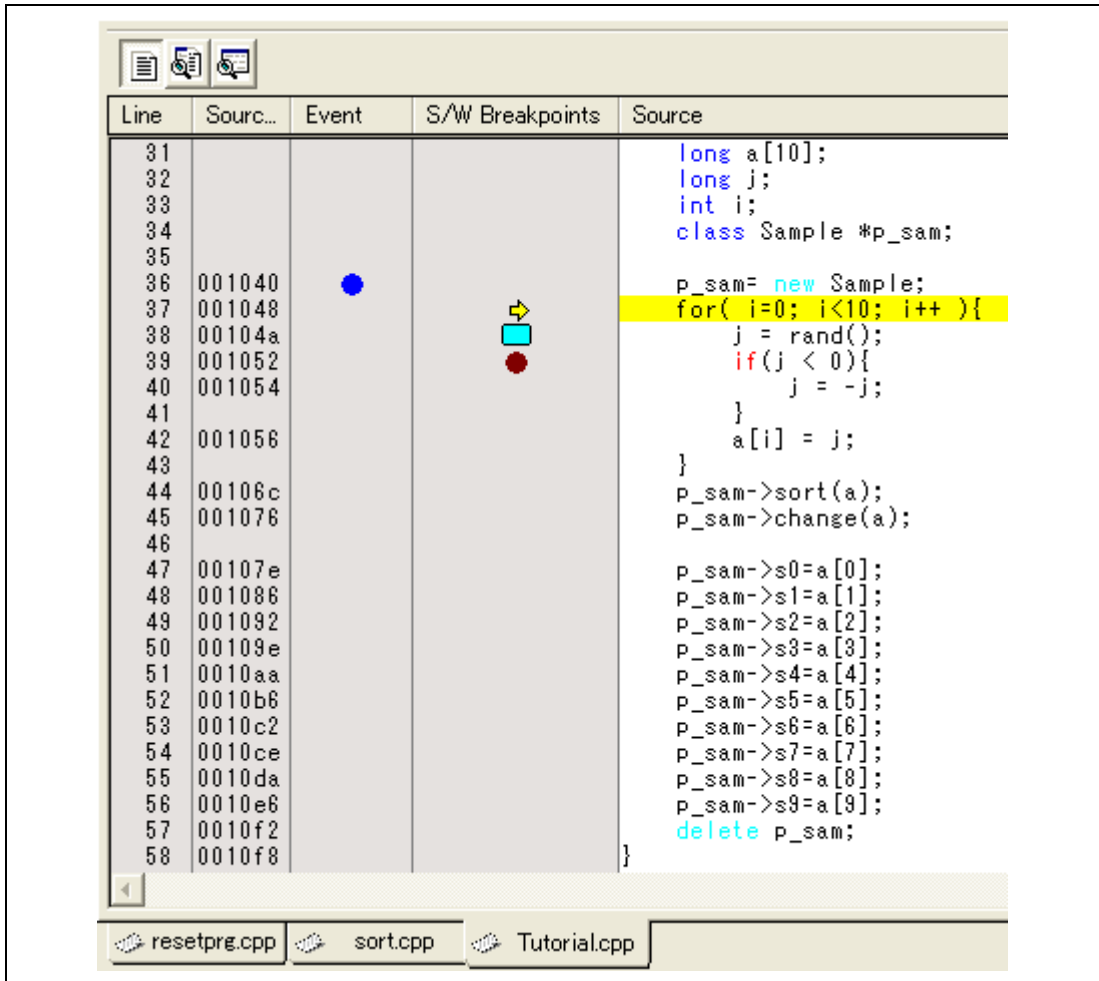 Line Sourc... Event S/W Breakpoints Source
31 long a[10];
32 long j;
33 int i;
34 class Sample *p_sam;
35
36 001040 p_sam= new Sample;
37 001048 for( i=0; i<10; i++ ){
38 00104a j = rand();
39 001052 if(j < 0){
40 001054 j = -j;
41 }
42 001056 a[i] = j;
43 }
44 00106c p_sam->sort(a);
45 001076 p_sam->change(a);
46
47 00107e p_sam->s0=a[0];
48 001086 p_sam->s1=a[1];
49 001092 p_sam->s2=a[2];
50 00109e p_sam->s3=a[3];
51 0010aa p_sam->s4=a[4];
52 0010b6 p_sam->s5=a[5];
53 0010c2 p_sam->s6=a[6];
54 0010ce p_sam->s7=a[7];
55 0010da p_sam->s8=a[8];
56 0010e6 p_sam->s9=a[9];
57 0010f2 delete p_sam;
58 0010f8 }
resetprg.cpp sort.cpp Tutorial.cpp